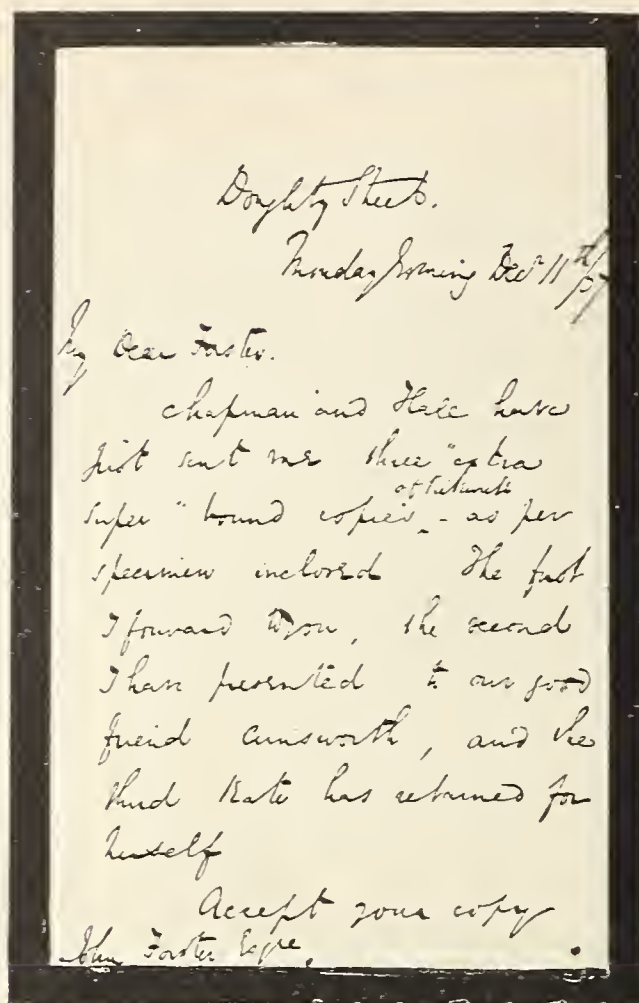 Doughty Street.
Monday Morning Decr 11th /37
My Dear Forster.
Chapman and Hall have
just sent me three "extra
of Pickwick
super" bound copies - as per
specimen inclosed The first
I forward to you, the second
I have presented to our good
friend Ainsworth, and the
third Kate has retained for
herself
Accept your copy
John Forster Esqre.